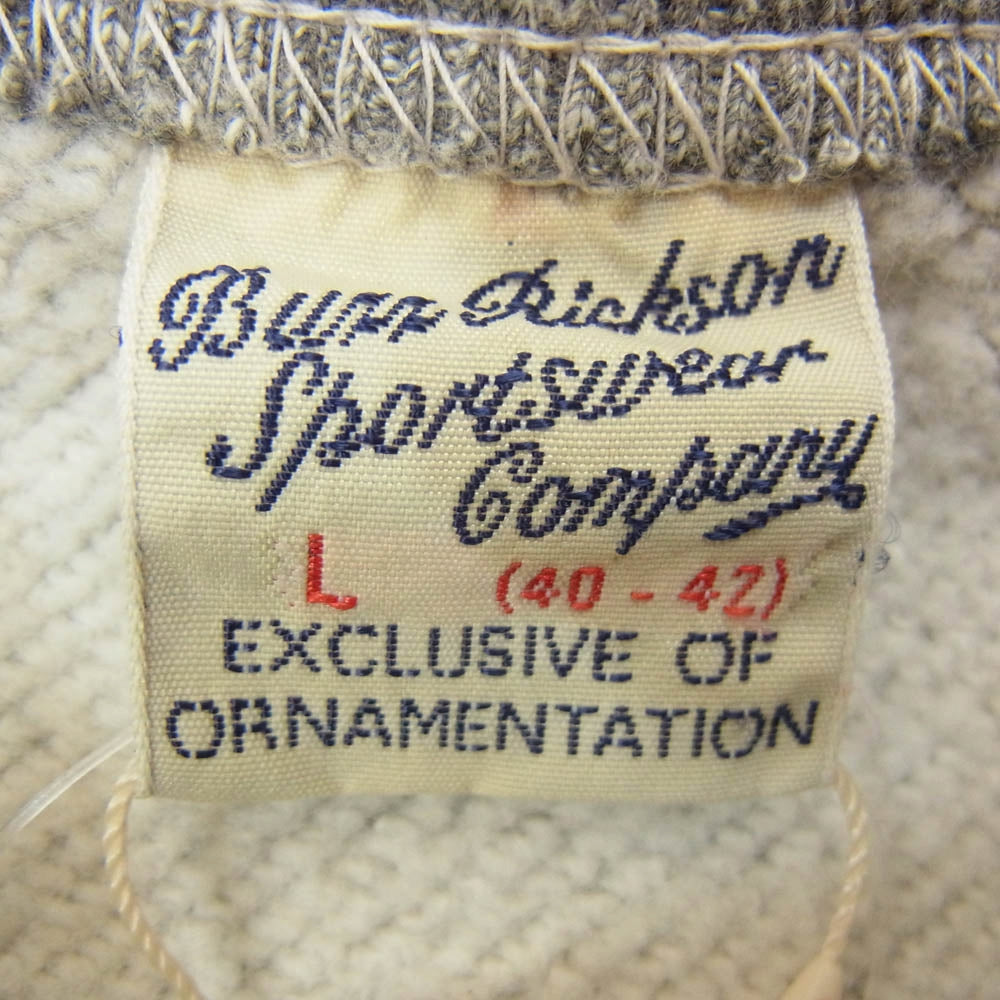 Buzz Rickson
Sportswear
Company
L (40 - 42)
EXCLUSIVE OF
ORNAMENTATION